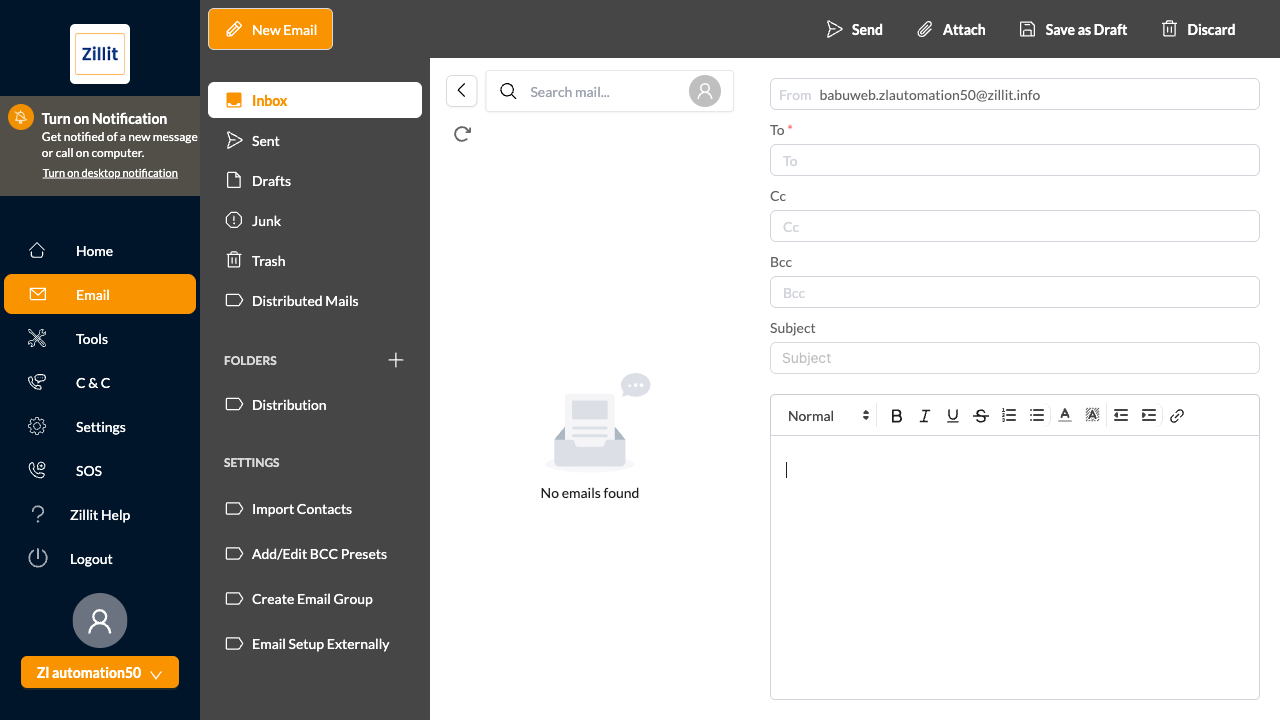 Zillit
Turn on Notification
Get notified of a new message
or call on computer.
Turn on desktop notification
Home
Email
Tools
C & C
Settings
SOS
Zillit Help
Logout
Zl automation50
New Email
Inbox
Sent
Drafts
Junk
Trash
Distributed Mails
FOLDERS
Distribution
SETTINGS
Import Contacts
Add/Edit BCC Presets
Create Email Group
Email Setup Externally
Send
Attach
Save as Draft
Discard
Search mail...
No emails found
From babuweb.zlautomation50@zillit.info
To *
To
Cc
Cc
Bcc
Bcc
Subject
Subject
Normal